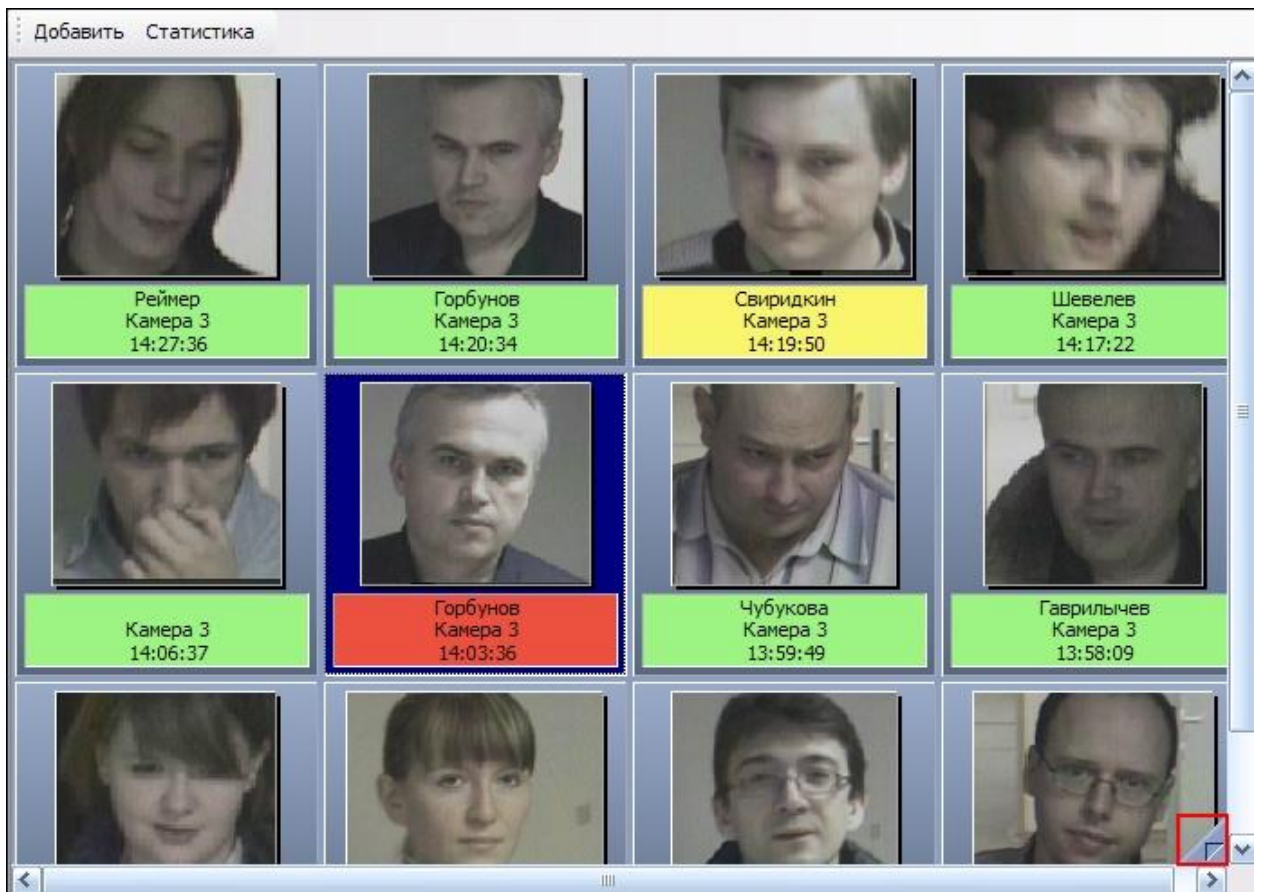 Добавить Статистика
Реймер
Камера 3
14:27:36
Горбунов
Камера 3
14:20:34
Свиридкин
Камера 3
14:19:50
Шевелев
Камера 3
14:17:22
Камера 3
14:06:37
Горбунов
Камера 3
14:03:36
Чубукова
Камера 3
13:59:49
Гаврилычев
Камера 3
13:58:09